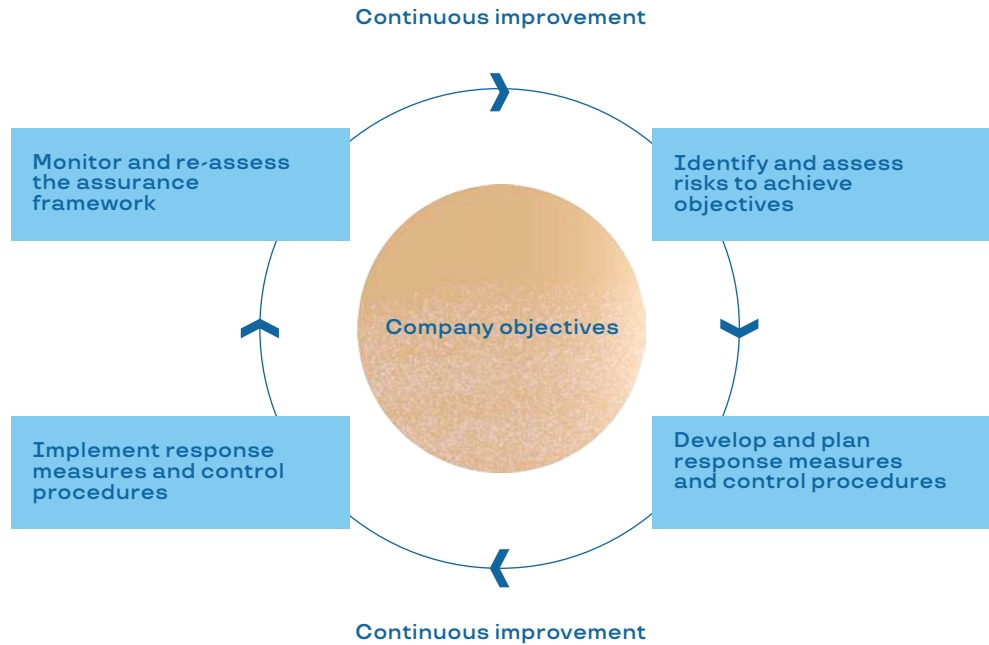 Continuous improvement
Monitor and re-assess
the assurance
framework
Identify and assess
risks to achieve
objectives
Company objectives
Implement response
measures and control
procedures
Develop and plan
response measures
and control procedures
Continuous improvement